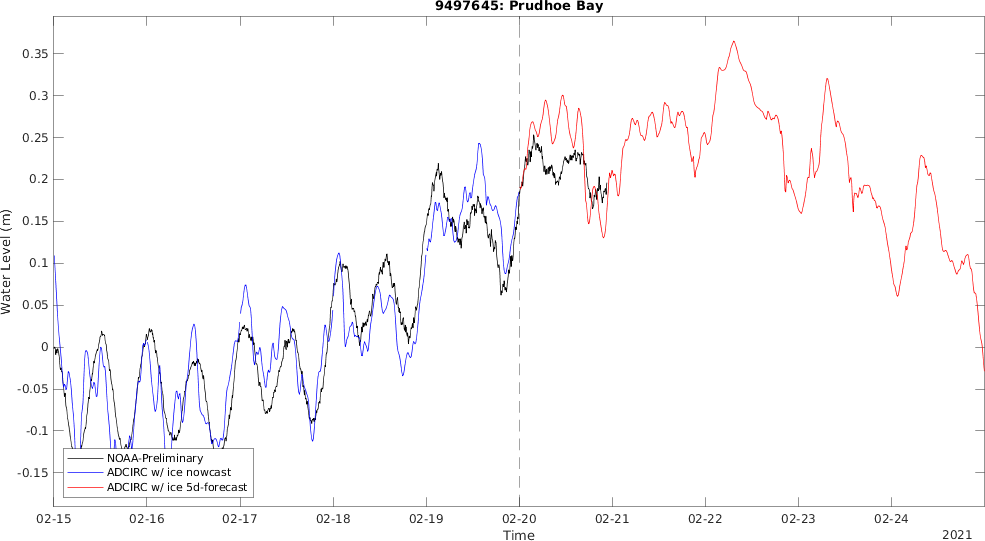 9497645: Prudhoe Bay
Water Level (m)
0.35
0.3
0.25
0.2
0.15
0.1
0.05
0
-0.05
-0.1
-0.15
NOAA-Preliminary
ADCIRC w/ ice nowcast
ADCIRC w/ ice 5d-forecast
02-15 02-16 02-17 02-18 02-19 02-20 02-21 02-22 02-23 02-24
Time
2021